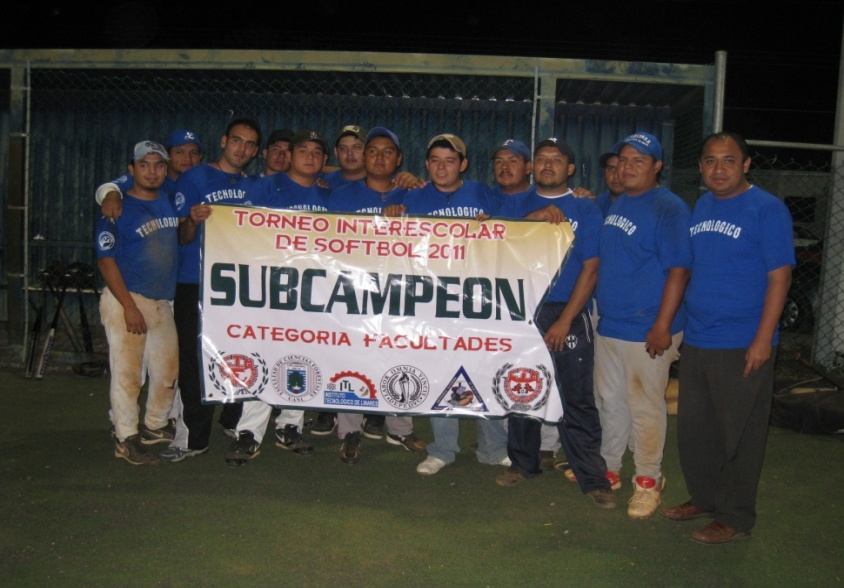 TORNEO INTERESCOLAR
DE SOFTBOL 2011
SUBCAMPEON.
CATEGORIA FACULTADES
ITL
INSTITUTO
TECNOLOGICO DE LINARES
TECNOLOGICO
TECNOLOGICO
TECNOLOGICO
TECNOLOGICO